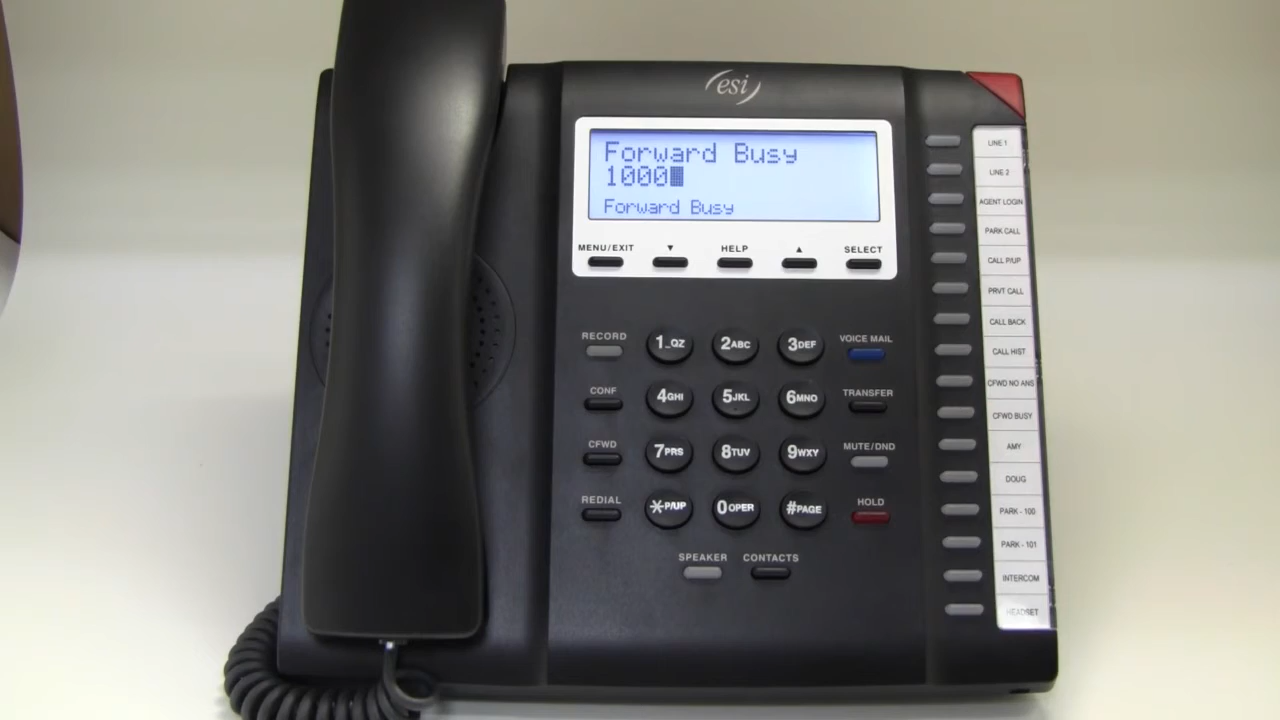 esi
Forward Busy
1000
Forward Busy
MENU/EXIT ▼ HELP ▲ SELECT
RECORD 1_QZ 2ABC 3DEF VOICE MAIL
CONF 4GHI 5JKL 6MNO TRANSFER
CFWD 7PRS 8TUV 9WXY MUTE/DND
REDIAL *P/UP 0OPER #PAGE HOLD
SPEAKER CONTACTS
LINE 1
LINE 2
AGENT LOGIN
PARK CALL
CALL P/UP
PRVT CALL
CALL BACK
CALL HIST
CFWD NO ANS
CFWD BUSY
AMY
DOUG
PARK - 100
PARK - 101
INTERCOM
HEADSET